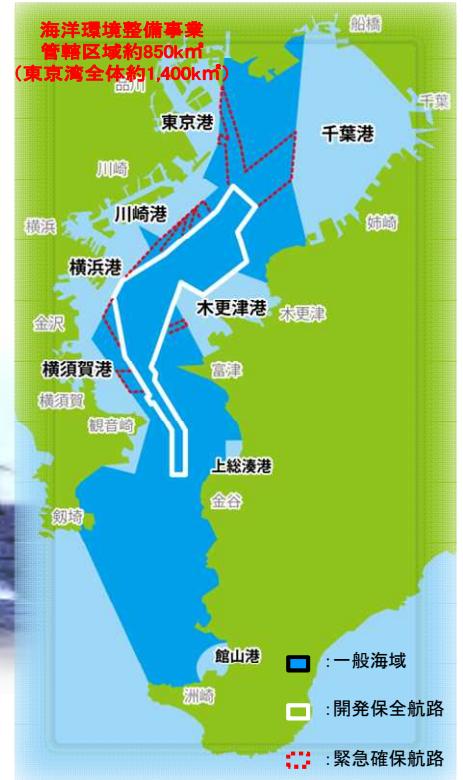 海洋環境整備事業
管轄区域約850k㎡
（東京湾全体約1,400k㎡）
船橋
品川
東京港
千葉港
千葉
川崎
川崎港
横浜
姉崎
横浜港
木更津港
木更津
金沢
横須賀港
富津
横須賀
観音崎
上総湊港
金谷
剱埼
館山港
洲崎
：一般海域
：開発保全航路
：緊急確保航路